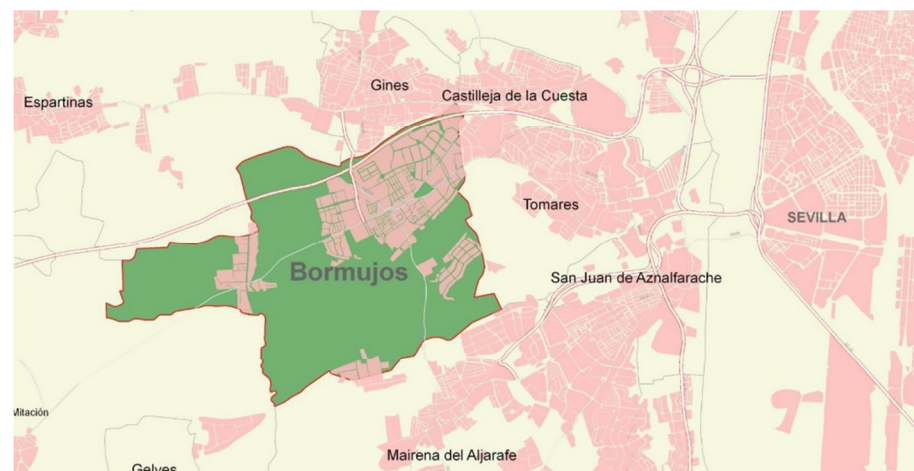 Gines
Castilleja de la Cuesta
Espartinas
Tomares
SEVILLA
Bormujos
San Juan de Aznalfarache
Mitación
Mairena del Aljarafe
Gelves